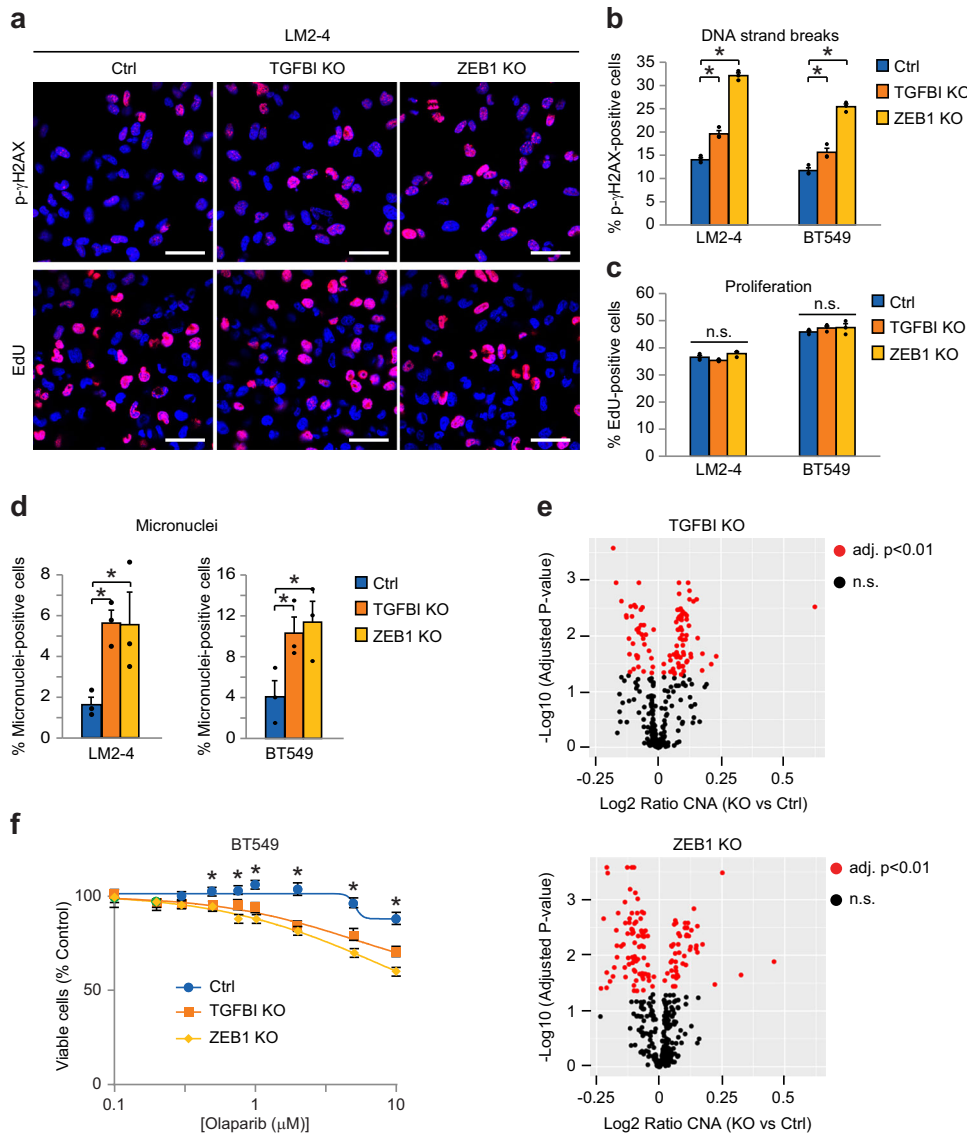 a
LM2-4
Ctrl
TGFBI KO
ZEB1 KO
p-γH2AX
EdU
b
DNA strand breaks
% p-γH2AX-positive cells
35
30
25
20
15
10
5
0
*
*
*
*
LM2-4
BT549
Ctrl
TGFBI KO
ZEB1 KO
c
Proliferation
% EdU-positive cells
60
50
40
30
20
10
0
n.s.
n.s.
LM2-4
BT549
Ctrl
TGFBI KO
ZEB1 KO
d
Micronuclei
% Micronuclei-positive cells
8
6
4
2
0
*
*
LM2-4
% Micronuclei-positive cells
16
12
8
4
0
*
*
BT549
Ctrl
TGFBI KO
ZEB1 KO
e
TGFBI KO
-Log10 (Adjusted P-value)
3
2
1
0
-0.25
0
0.25
0.5
Log2 Ratio CNA (KO vs Ctrl)
adj. p<0.01
n.s.
ZEB1 KO
-Log10 (Adjusted P-value)
3
2
1
0
-0.25
0
0.25
0.5
Log2 Ratio CNA (KO vs Ctrl)
adj. p<0.01
n.s.
f
BT549
Viable cells (% Control)
100
50
0
* * * * * *
Ctrl
TGFBI KO
ZEB1 KO
0.1
1
10
[Olaparib (μM)]